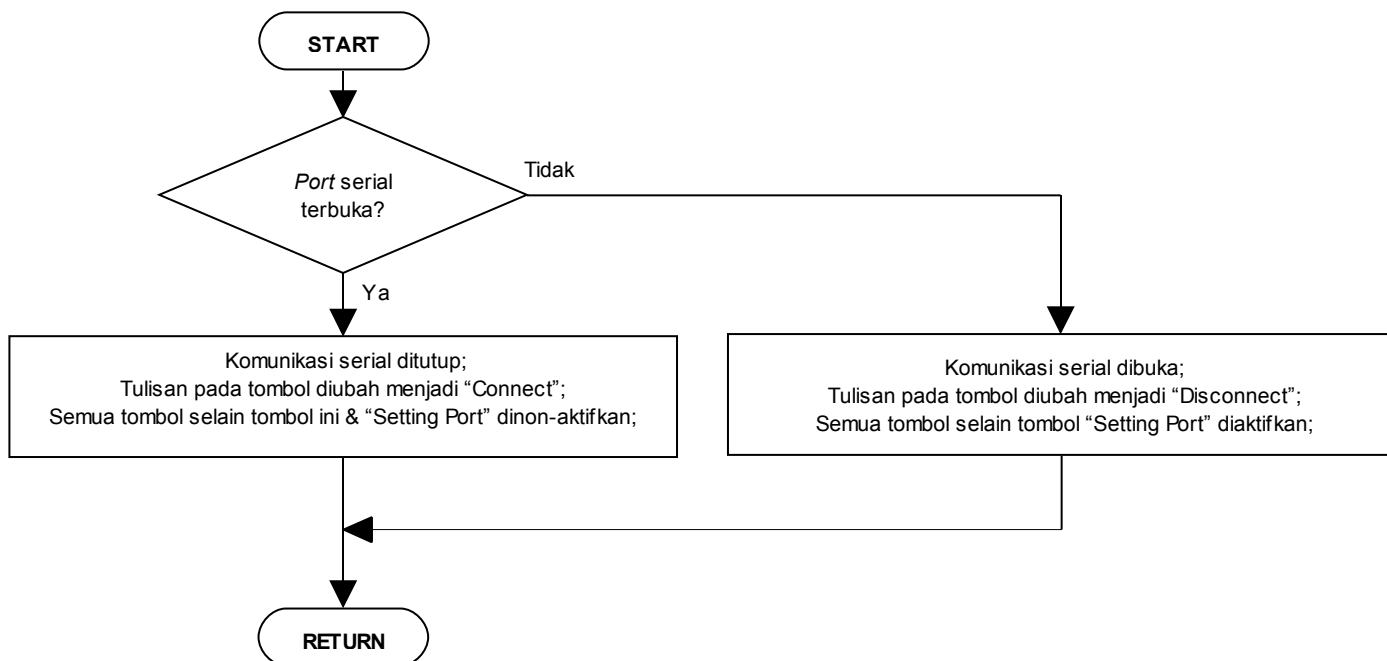 START
Port serial
terbuka?
Tidak
Ya
Komunikasi serial ditutup;
Tulisan pada tombol diubah menjadi “Connect”;
Semua tombol selain tombol ini & “Setting Port” dinon-aktifkan;
Komunikasi serial dibuka;
Tulisan pada tombol diubah menjadi “Disconnect”;
Semua tombol selain tombol “Setting Port” diaktifkan;
RETURN